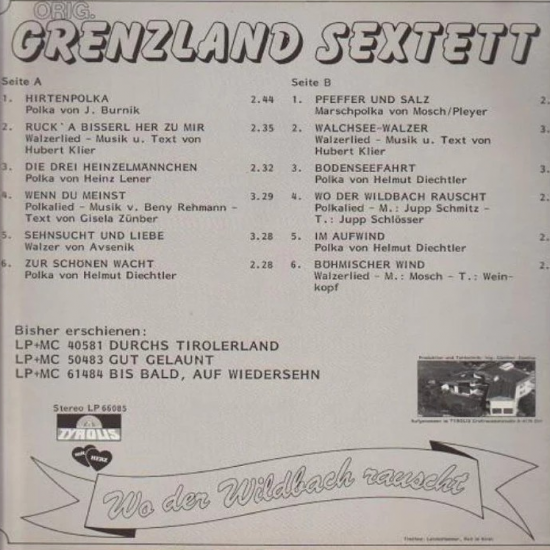 ORIG.
GRENZLAND SEXTETT
Seite A
1. HIRTENPOLKA 2.44
Polka von J. Burnik
2. RUCK`A BISSERL HER ZU MIR 2.35
Walzerlied - Musik u. Text von
Hubert Klier
3. DIE DREI HEINZELMÄNNCHEN 2.32
Polka von Heinz Lener
4. WENN DU MEINST 3.29
Polkalied - Musik v. Beny Rehmann -
Text von Gisela Zünber
5. SEHNSUCHT UND LIEBE 3.28
Walzer von Avsenik
6. ZUR SCHÖNEN WACHT 2.28
Polka von Helmut Diechtler
Seite B
1. PFEFFER UND SALZ 2.
Marschpolka von Mosch/Pleyer
2. WALCHSEE-WALZER 3.
Walzerlied - Musik u. Text von
Hubert Klier
3. BODENSEEFAHRT 3.
Polka von Helmut Diechtler
4. WO DER WILDBACH RAUSCHT 2.
Polkalied - M.: Jupp Schmitz -
T.: Jupp Schlösser
5. IM AUFWIND 2.
Polka von Helmut Diechtler
6. BÖHMISCHER WIND 2.
Walzerlied - M.: Mosch - T.: Wein-
kopf
Bisher erschienen:
LP+MC 40581 DURCHS TIROLERLAND
LP+MC 50483 GUT GELAUNT
LP+MC 61484 BIS BALD, AUF WIEDERSEHN
Stereo LP 66085
TYROLIS
HERZ
Wo der Wildbach rauscht